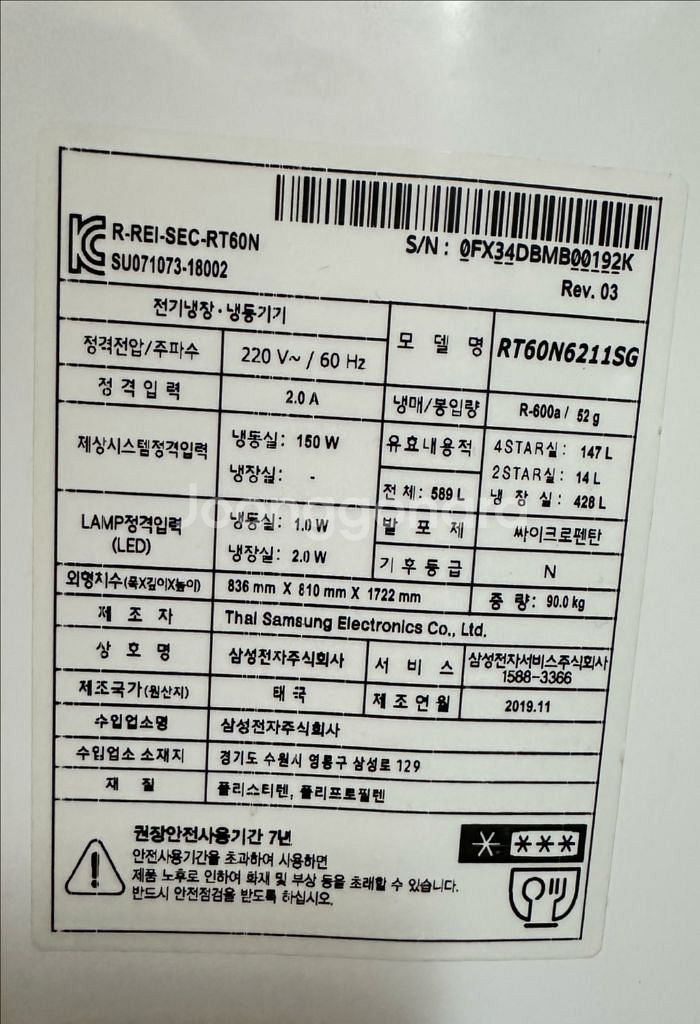 R-REI-SEC-RT60N
SU071073-18002
S/N : 0FX34DBMB00192K
Rev. 03
전기냉장·냉동기기
모 델 명 RT60N6211SG
정격전압/주파수 220 V~ / 60 Hz
정 격 입 력 2.0 A
냉매/봉입량 R-600a / 52 g
제상시스템정격입력 냉동실: 150 W
냉장실: -
유효내용적 4STAR실: 147 L
2STAR실: 14 L
전 체: 589 L 냉 장 실: 428 L
LAMP정격입력
(LED)
냉동실: 1.0 W
냉장실: 2.0 W
발 포 제 싸이크로펜탄
기 후 등 급 N
외형치수(폭X깊이X높이) 836 mm X 810 mm X 1722 mm
중 량: 90.0 kg
제 조 자 Thai Samsung Electronics Co., Ltd.
상 호 명 삼성전자주식회사
서 비 스 삼성전자서비스주식회사
1588-3366
제조국가(원산지) 태 국
제 조 연 월 2019.11
수입업소명 삼성전자주식회사
수입업소 소재지 경기도 수원시 영통구 삼성로 129
재 질 폴리스티렌, 폴리프로필렌
권장안전사용기간 7년
안전사용기간을 초과하여 사용하면
제품 노후로 인하여 화재 및 부상 등을 초래할 수 있습니다.
반드시 안전점검을 받도록 하십시오.
Joonggonara